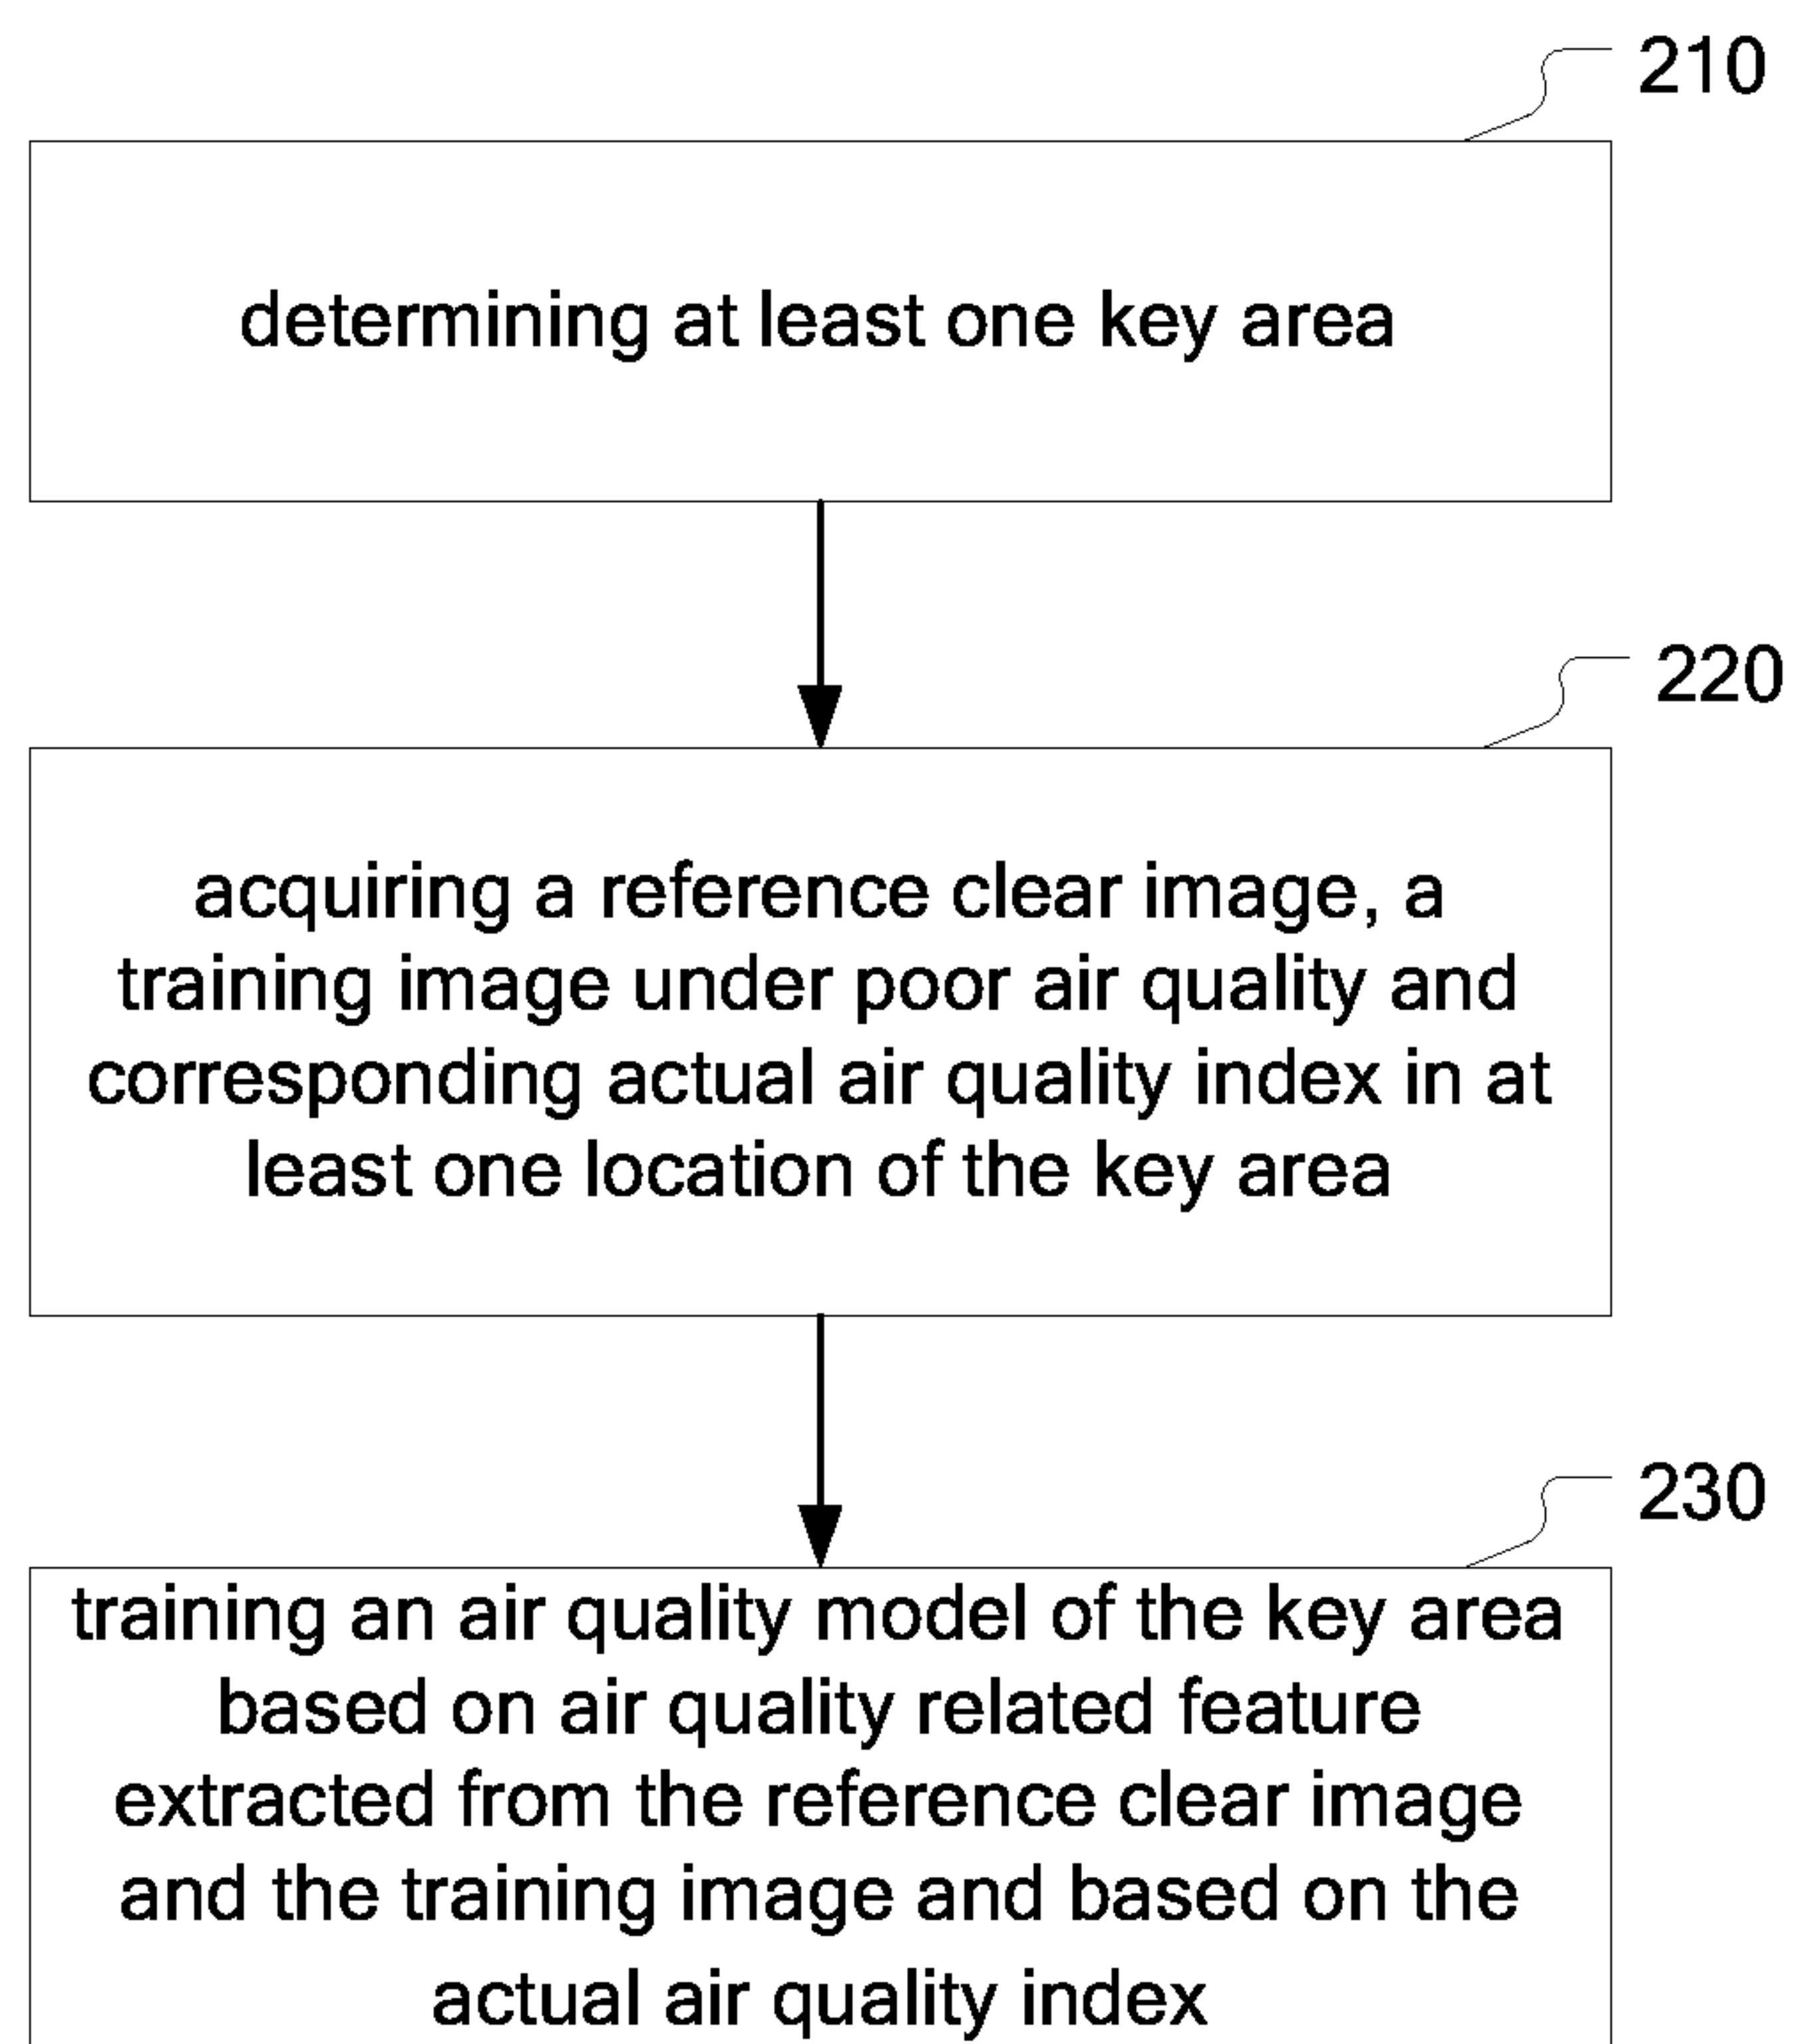 210
determining at least one key area
220
acquiring a reference clear image, a
training image under poor air quality and
corresponding actual air quality index in at
least one location of the key area
230
training an air quality model of the key area
based on air quality related feature
extracted from the reference clear image
and the training image and based on the
actual air quality index